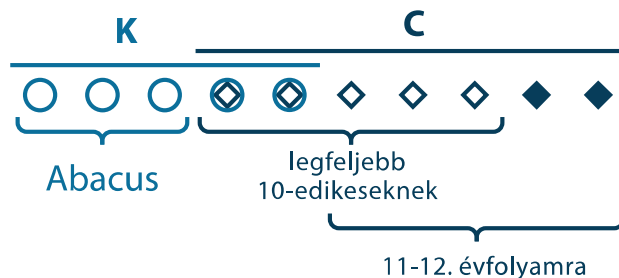 K
C
Abacus
legfeljebb
10-edikeseknek
11-12. évfolyamra